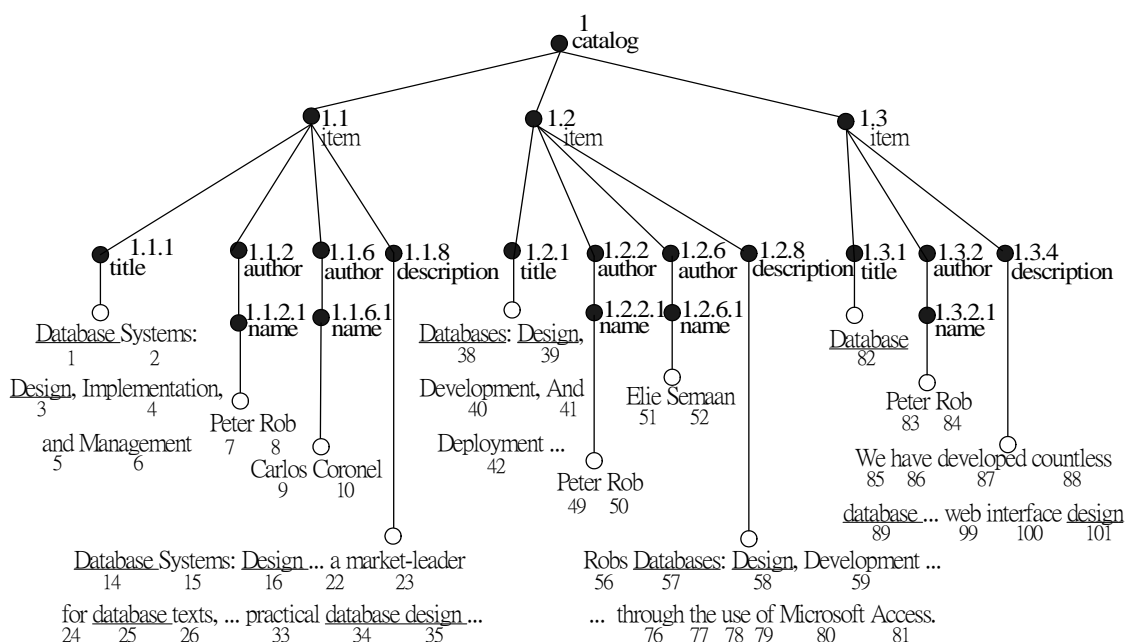 1
catalog
1.1 1.2 1.3
item item item
1.1.1 1.1.2 1.1.6 1.1.8 1.2.1 1.2.2 1.2.6 1.2.8 1.3.1 1.3.2 1.3.4
title author author description title author author description title author description
1.1.2.1 1.1.6.1 1.2.2.1 1.2.6.1 1.3.2.1
name name name name name
Database Systems:
1 2
Design, Implementation,
3 4
and Management
5 6
Peter Rob
7 8
Carlos Coronel
9 10
Database Systems: Design ... a market-leader
14 15 16 22 23
for database texts, ... practical database design ...
24 25 26 33 34 35
Databases: Design,
38 39
Development, And
40 41
Deployment ...
42
Peter Rob
49 50
Elie Semaan
51 52
Robs Databases: Design, Development ...
56 57 58 59
... through the use of Microsoft Access.
76 77 78 79 80 81
Database
82
Peter Rob
83 84
We have developed countless
85 86 87 88
database ... web interface design
89 99 100 101